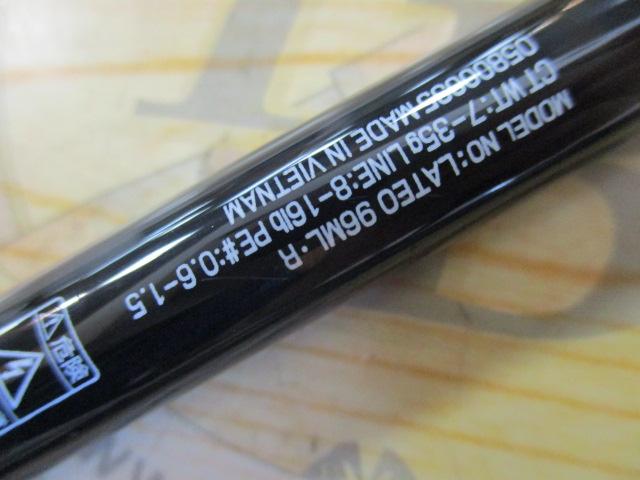 MODEL NO:LATEO 96ML·R
CT WT:7-35g LINE:8-16lb PE#:0.6-1.5
MADE IN VIETNAM
⚠危険